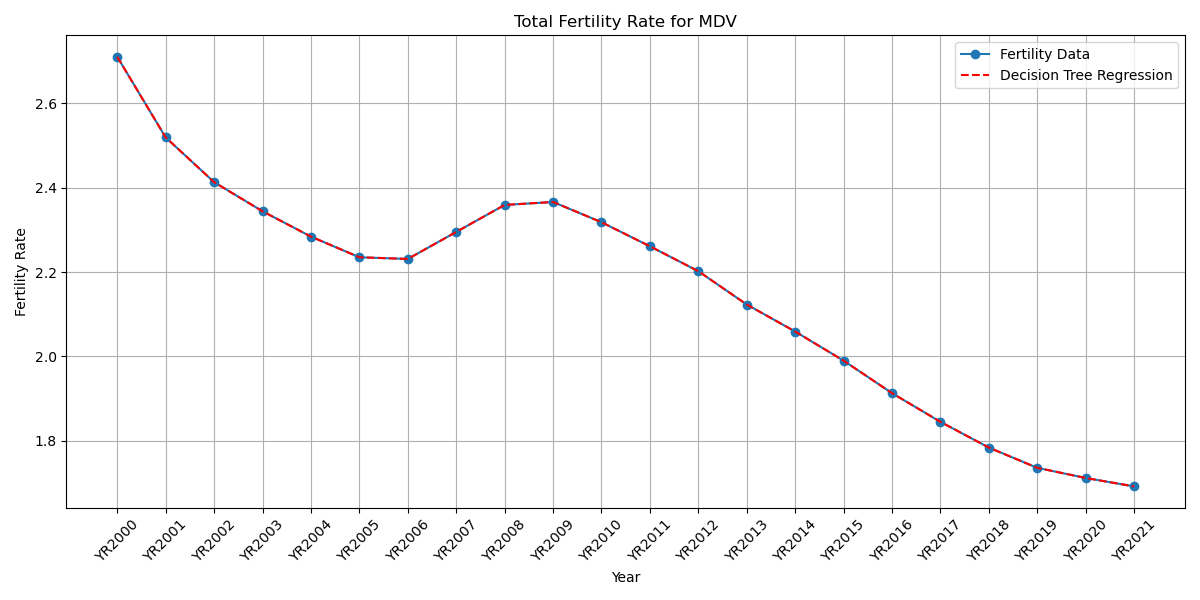 Total Fertility Rate for MDV
Fertility Data
Decision Tree Regression
Fertility Rate
2.6
2.4
2.2
2.0
1.8
YR2000
YR2001
YR2002
YR2003
YR2004
YR2005
YR2006
YR2007
YR2008
YR2009
YR2010
YR2011
YR2012
YR2013
YR2014
YR2015
YR2016
YR2017
YR2018
YR2019
YR2020
YR2021
Year